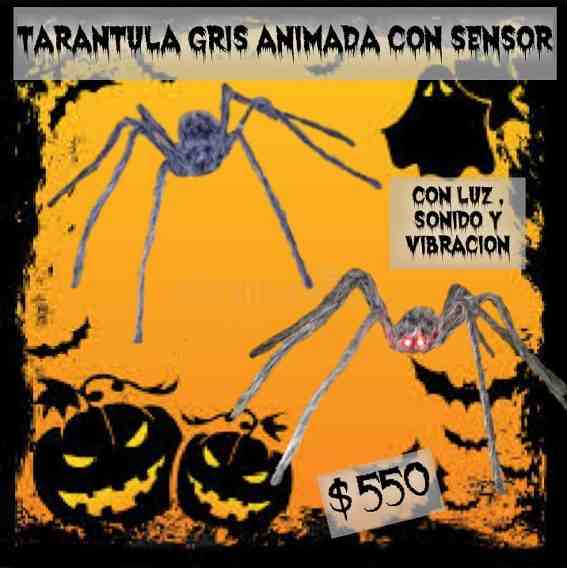 TARANTULA GRIS ANIMADA CON SENSOR
CON LUZ ,
SONIDO Y
VIBRACION
$ 550